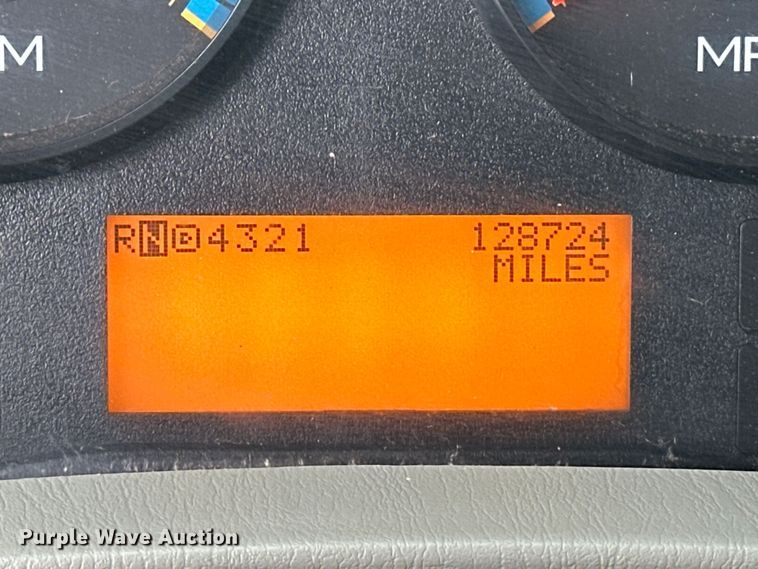 M
MP
RND4321 128724
MILES
Purple Wave Auction